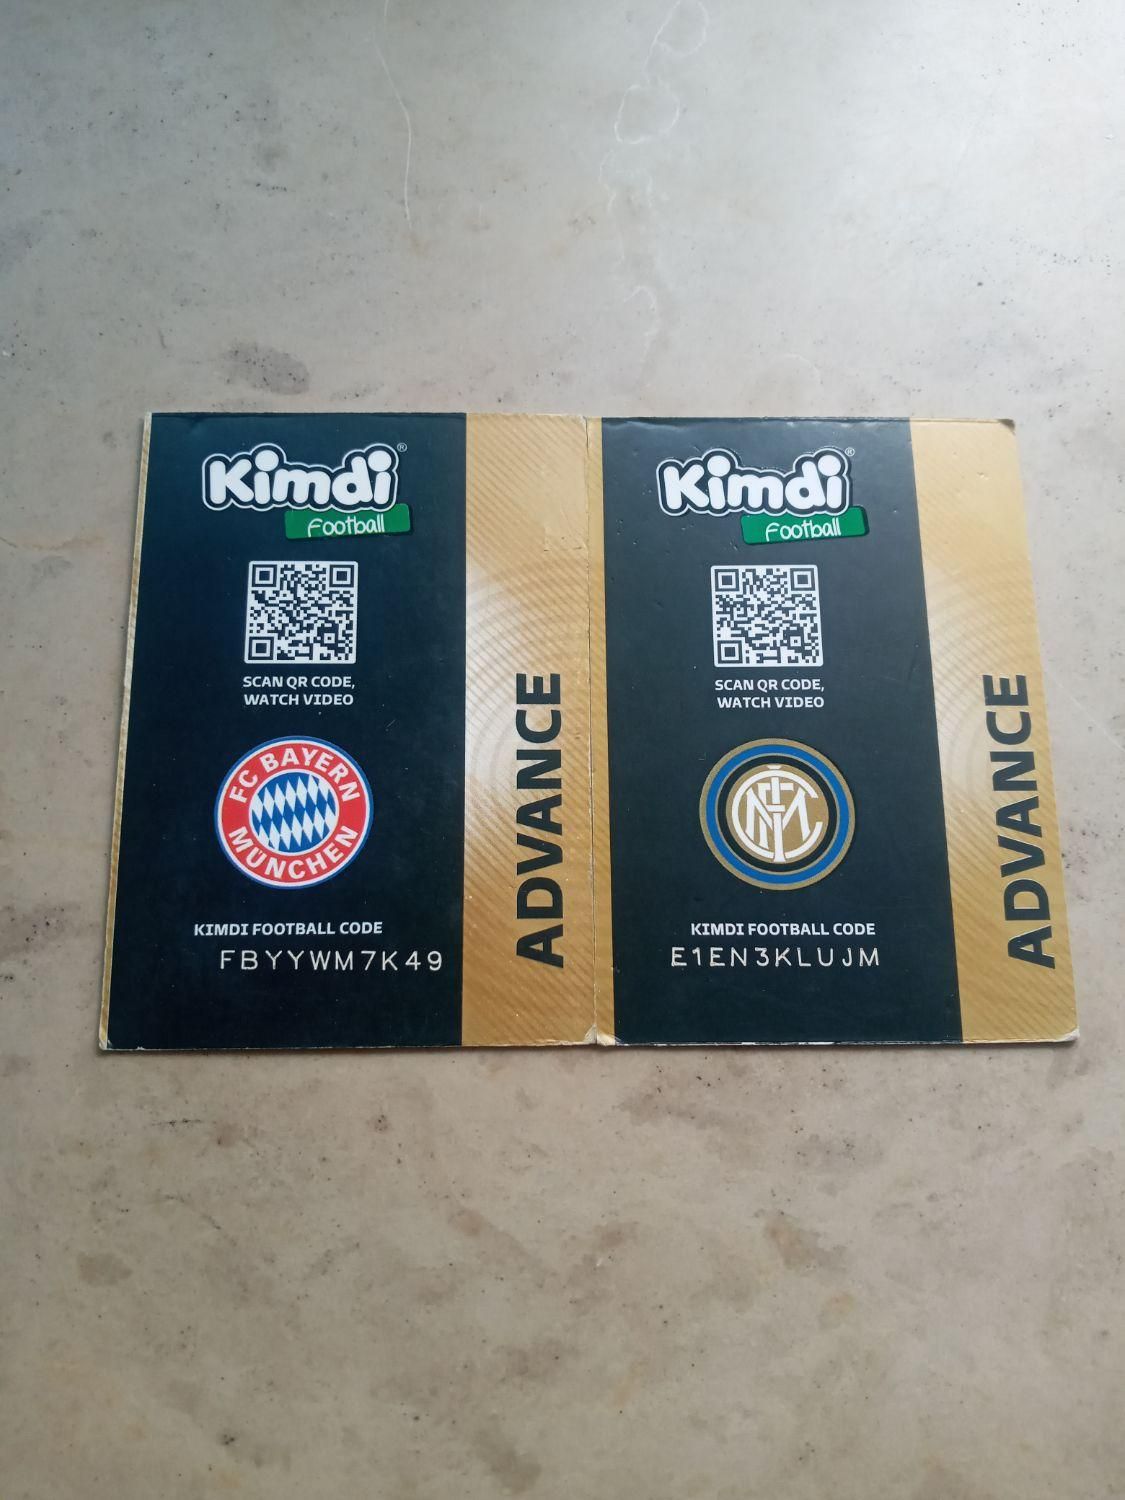 Kimdi®
Football
SCAN QR CODE,
WATCH VIDEO
FC BAYERN
MÜNCHEN
KIMDI FOOTBALL CODE
FBYYWM7K49
ADVANCE
Kimdi®
Football
SCAN QR CODE,
WATCH VIDEO
KIMDI FOOTBALL CODE
E1EN3KLUJM
ADVANCE